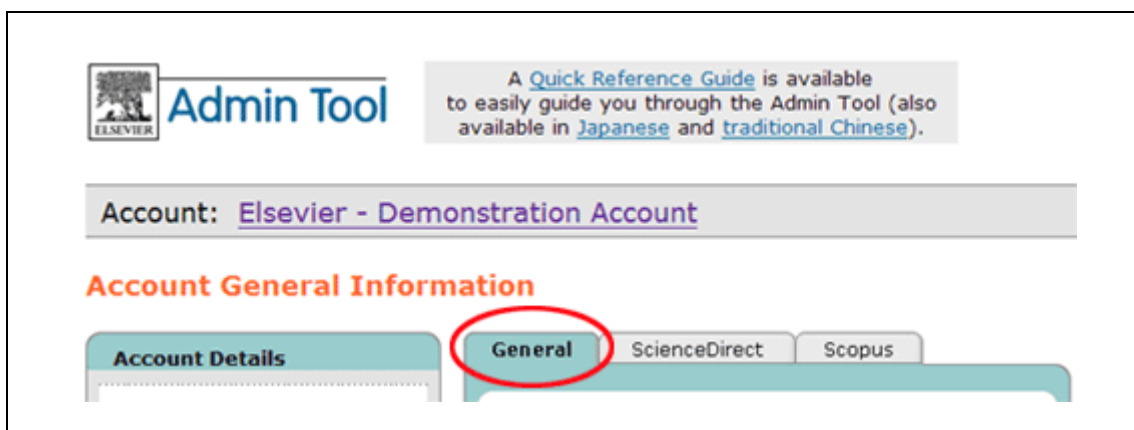 ELSEVIER
Admin Tool
A Quick Reference Guide is available
to easily guide you through the Admin Tool (also
available in Japanese and traditional Chinese).
Account: Elsevier - Demonstration Account
Account General Information
Account Details
General ScienceDirect Scopus